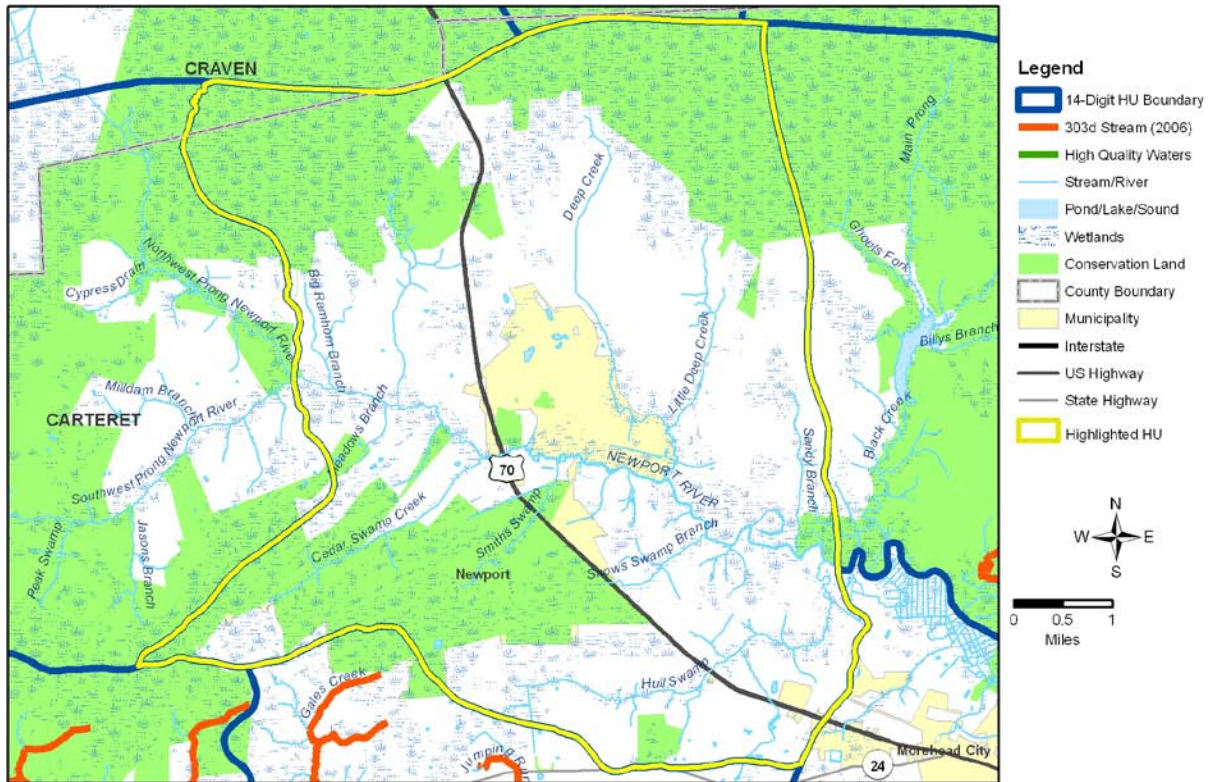 CRAVEN
Main Prong
Deep Creek
Ghouls Fork
Northwest Prong Newport River
Cypress Drain
Big Ramhorn Branch
Billys Branch
Little Deep Creek
Milldam Branch
CARTERET
Meadows Branch
Black Creek
Sandy Branch
Southwest Prong Newport River
70
NEWPORT RIVER
Cedar Swamp Creek
Smiths Swamp
Peak Swamp
Jasons Branch
Snows Swamp Branch
Newport
Hull Swamp
Gales Creek
Jumping Run
Morehead City
24
Legend
14-Digit HU Boundary
303d Stream (2006)
High Quality Waters
Stream/River
Pond/Lake/Sound
Wetlands
Conservation Land
County Boundary
Municipality
Interstate
US Highway
State Highway
Highlighted HU
N
W E
S
0 0.5 1
Miles